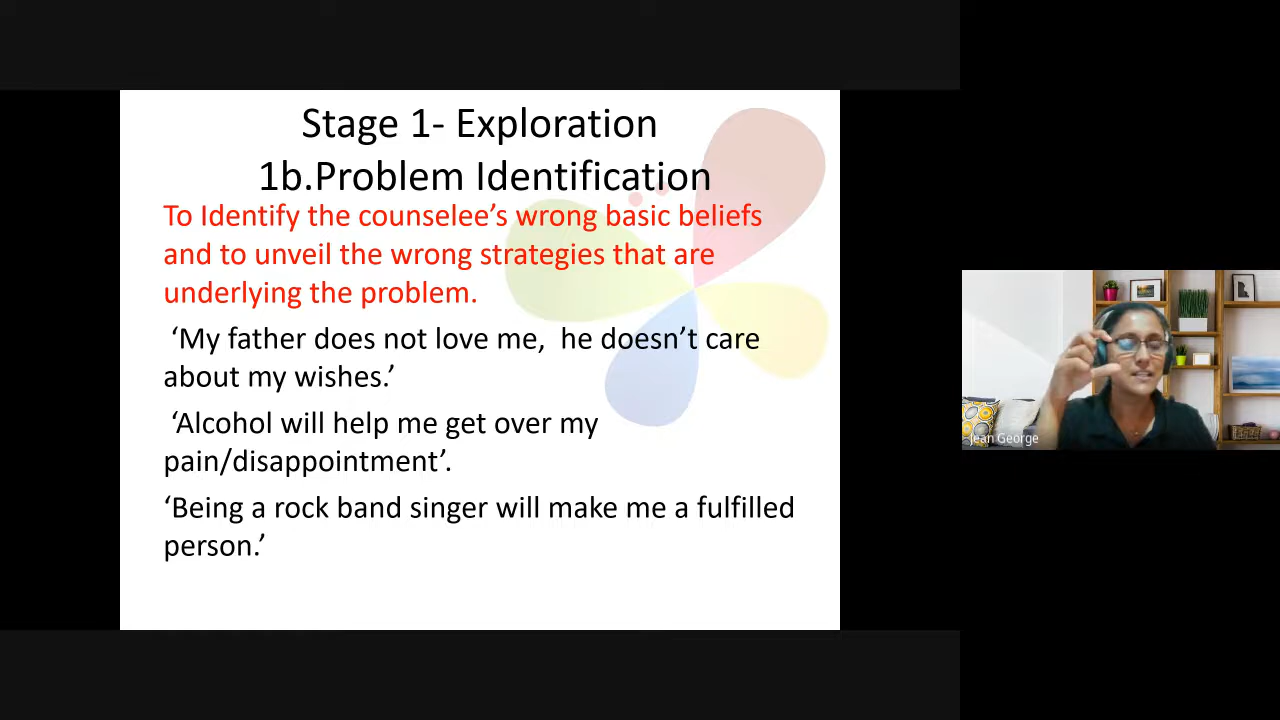 Stage 1- Exploration
1b.Problem Identification
To Identify the counselee’s wrong basic beliefs
and to unveil the wrong strategies that are
underlying the problem.
‘My father does not love me,  he doesn’t care
about my wishes.’
‘Alcohol will help me get over my
pain/disappointment’.
‘Being a rock band singer will make me a fulfilled
person.’
Jean George